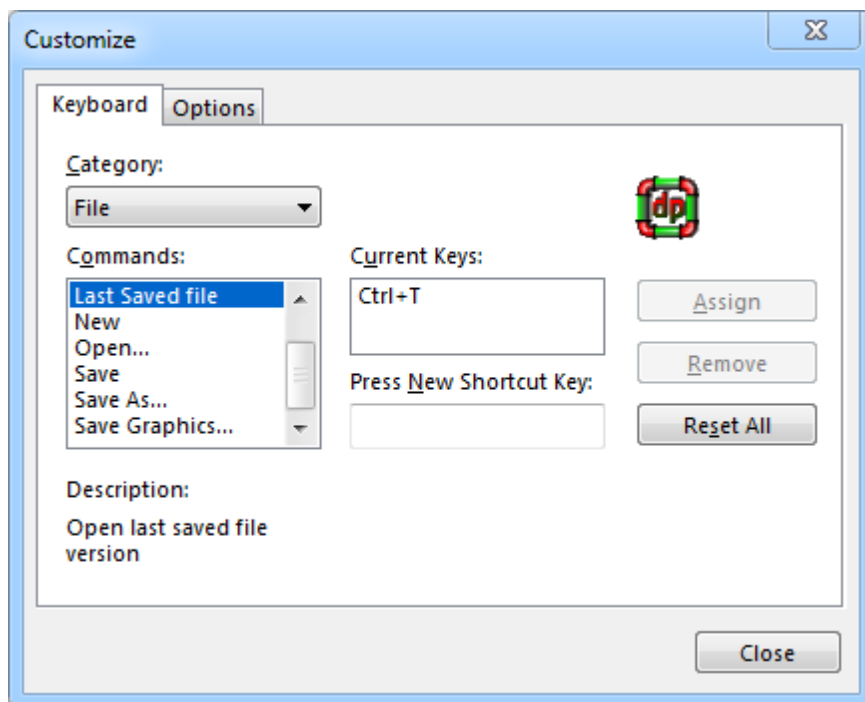 Customize
Keyboard
Options
Category:
File
dp
Commands:
Current Keys:
Last Saved file
New
Open...
Save
Save As...
Save Graphics...
Ctrl+T
Press New Shortcut Key:
Assign
Remove
Reset All
Description:
Open last saved file
version
Close